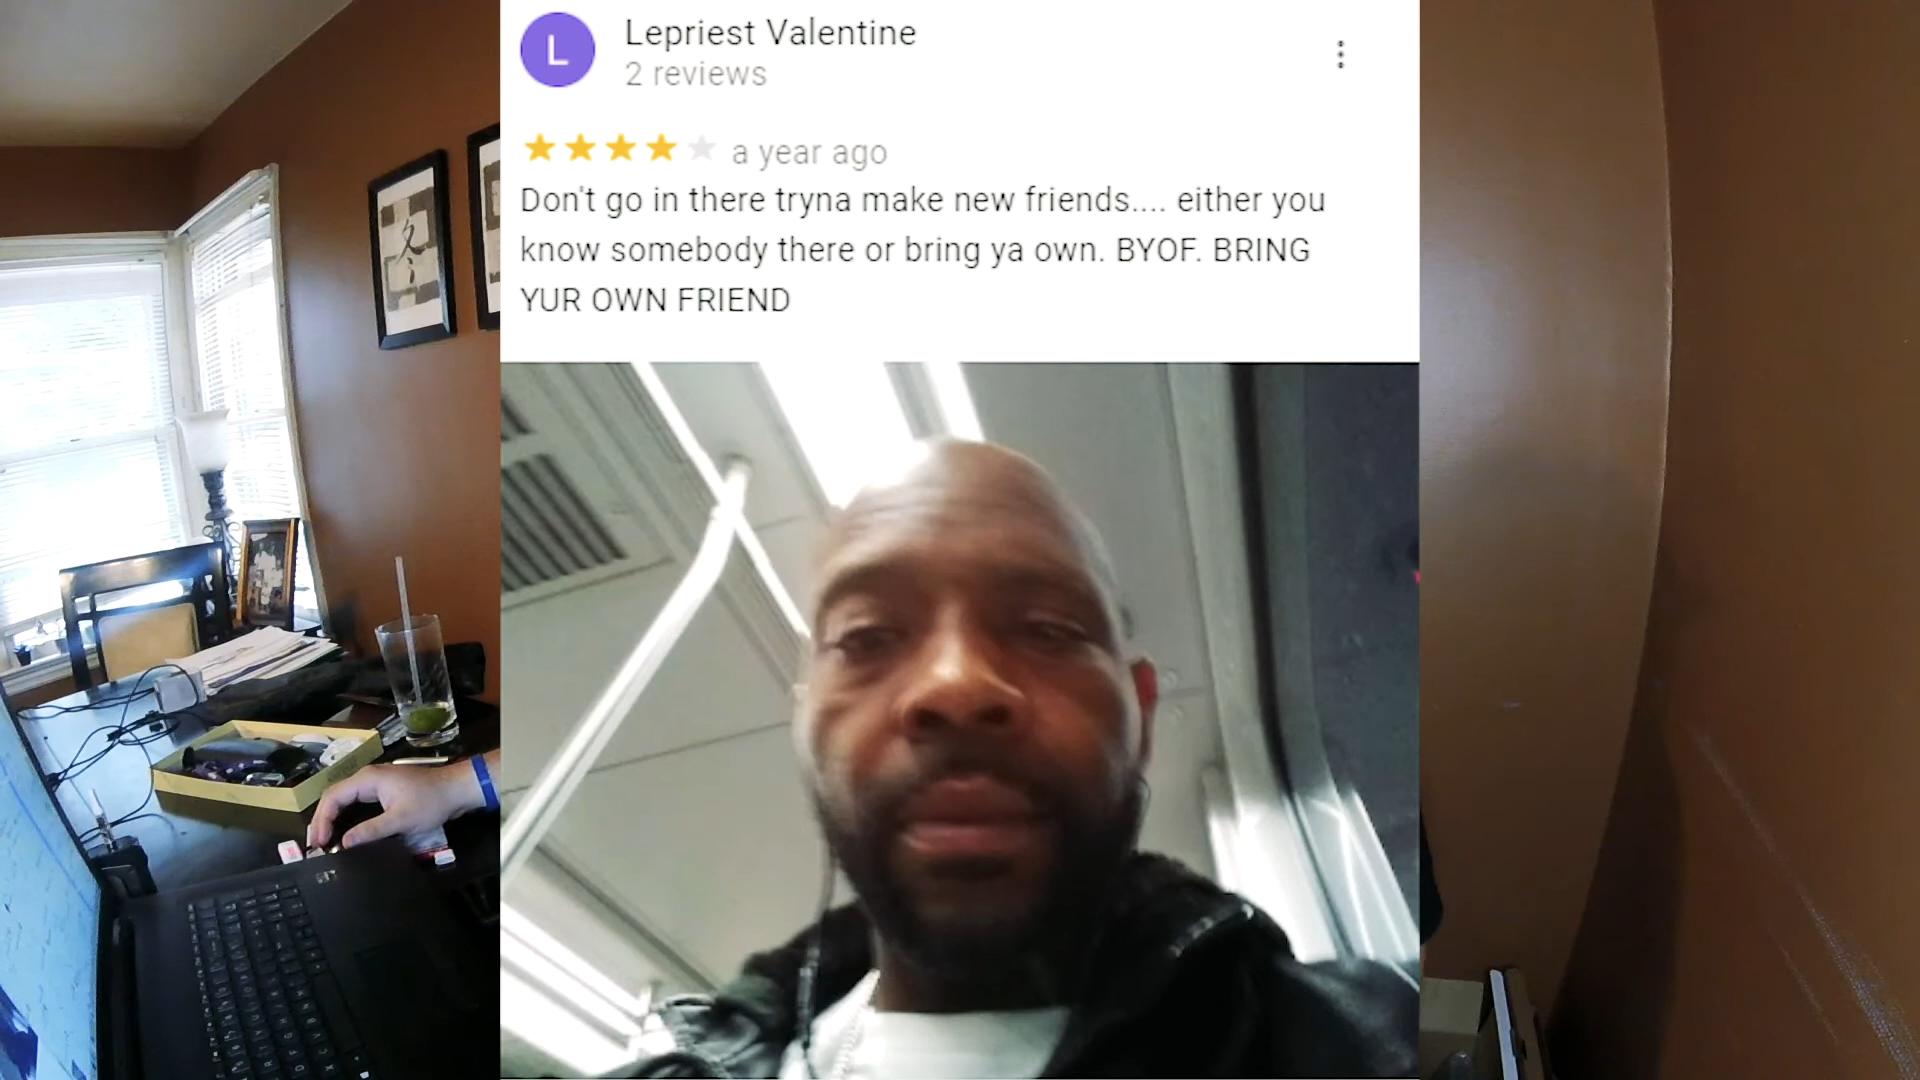 L
Lepriest Valentine
2 reviews
a year ago
Don't go in there tryna make new friends.... either you
know somebody there or bring ya own. BYOF. BRING
YUR OWN FRIEND
冬